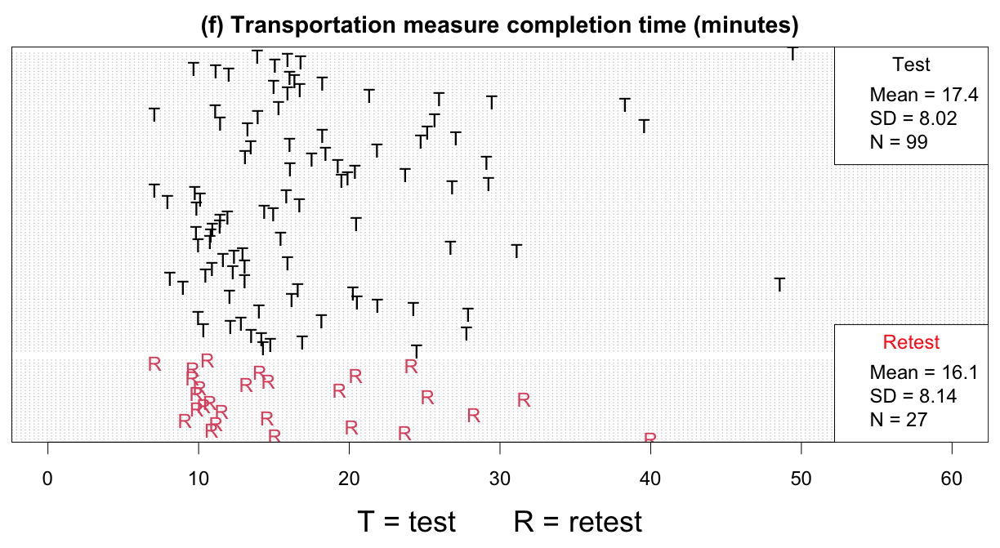 (f) Transportation measure completion time (minutes)
Test
Mean = 17.4
SD = 8.02
N = 99
Retest
Mean = 16.1
SD = 8.14
N = 27
0 10 20 30 40 50 60
T = test R = retest